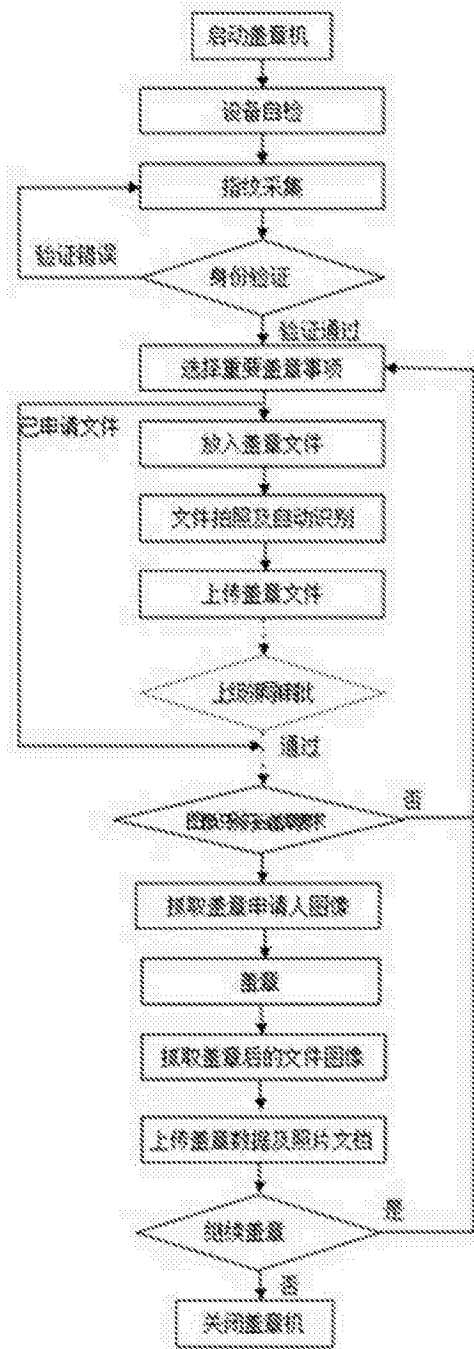 启动盖章机
设备自检
指纹采集
验证错误
身份验证
验证通过
选择重要盖章事项
已申请文件
放入盖章文件
文件拍照及自动识别
上传盖章文件
通过
否
抓取盖章申请人图像
盖章
抓取盖章后的文件图像
上传盖章数据及照片文档
继续盖章
是
否
关闭盖章机